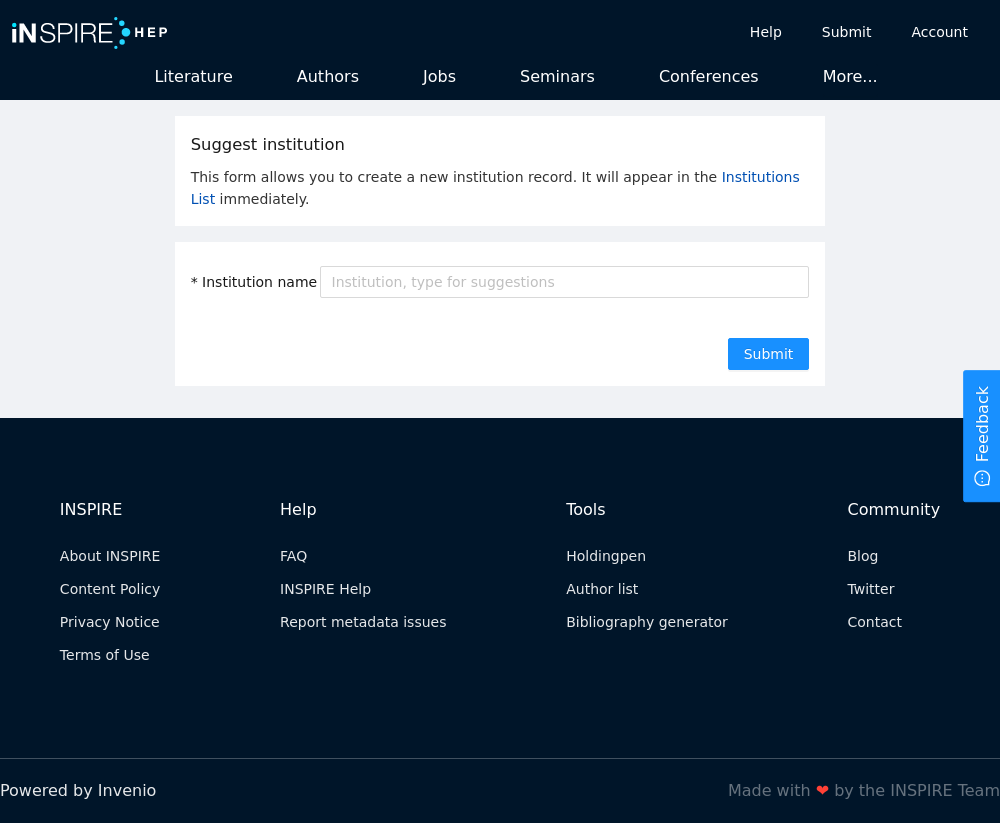 iNSPIRE HEP
Help Submit Account
Literature Authors Jobs Seminars Conferences More...
Suggest institution
This form allows you to create a new institution record. It will appear in the Institutions
List immediately.
* Institution name Institution, type for suggestions
Submit
Feedback
INSPIRE Help Tools Community
About INSPIRE FAQ Holdingpen Blog
Content Policy INSPIRE Help Author list Twitter
Privacy Notice Report metadata issues Bibliography generator Contact
Terms of Use
Powered by Invenio Made with ❤ by the INSPIRE Team